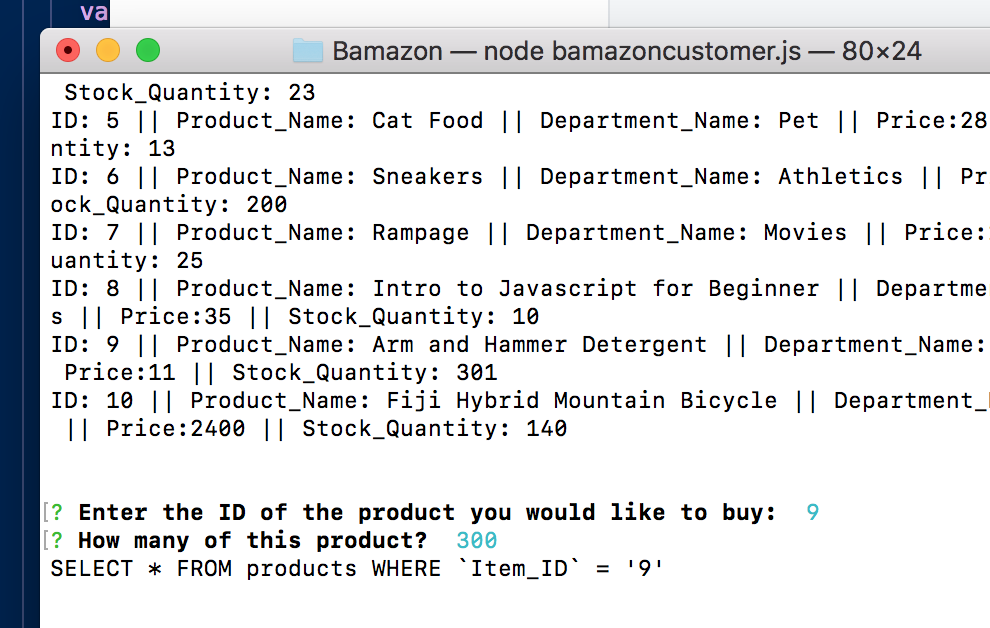 va
Bamazon — node bamazoncustomer.js — 80×24
Stock_Quantity: 23
ID: 5 || Product_Name: Cat Food || Department_Name: Pet || Price:28
ntity: 13
ID: 6 || Product_Name: Sneakers || Department_Name: Athletics || Pr
ock_Quantity: 200
ID: 7 || Product_Name: Rampage || Department_Name: Movies || Price:
uantity: 25
ID: 8 || Product_Name: Intro to Javascript for Beginner || Departme
s || Price:35 || Stock_Quantity: 10
ID: 9 || Product_Name: Arm and Hammer Detergent || Department_Name:
Price:11 || Stock_Quantity: 301
ID: 10 || Product_Name: Fiji Hybrid Mountain Bicycle || Department_
|| Price:2400 || Stock_Quantity: 140
[? Enter the ID of the product you would like to buy: 9
[? How many of this product? 300
SELECT * FROM products WHERE `Item_ID` = '9'